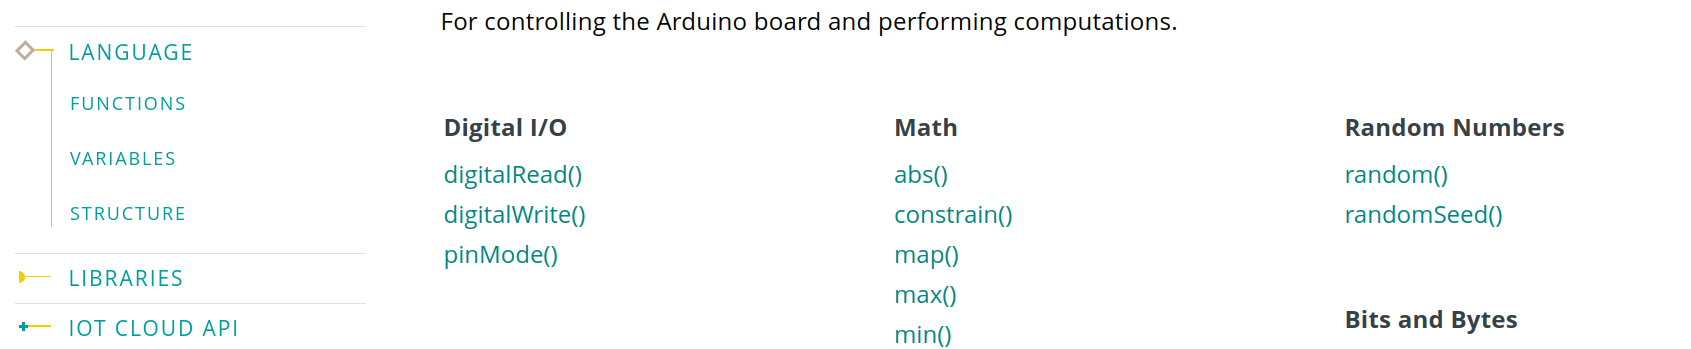 LANGUAGE
FUNCTIONS
VARIABLES
STRUCTURE
LIBRARIES
IOT CLOUD API
For controlling the Arduino board and performing computations.
Digital I/O
digitalRead()
digitalWrite()
pinMode()
Math
abs()
constrain()
map()
max()
min()
Random Numbers
random()
randomSeed()
Bits and Bytes